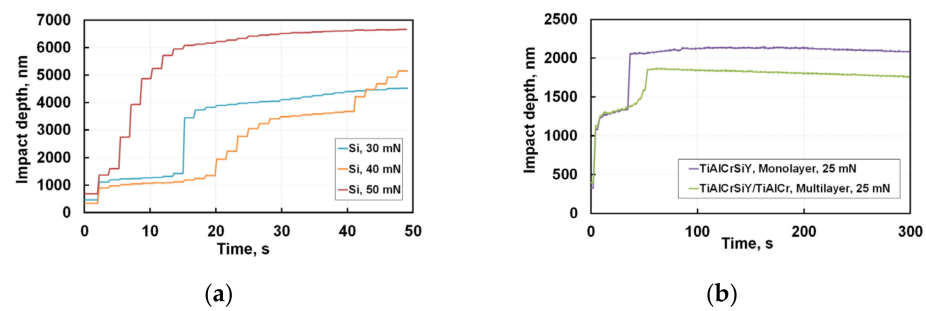 7000
6000
5000
4000
3000
2000
1000
0
Impact depth, nm
0 10 20 30 40 50
Time, s
Si, 30 mN
Si, 40 mN
Si, 50 mN
(a)
2500
2000
1500
1000
500
0
Impact depth, nm
0 100 200 300
Time, s
TiAlCrSiY, Monolayer, 25 mN
TiAlCrSiY/TiAlCr, Multilayer, 25 mN
(b)